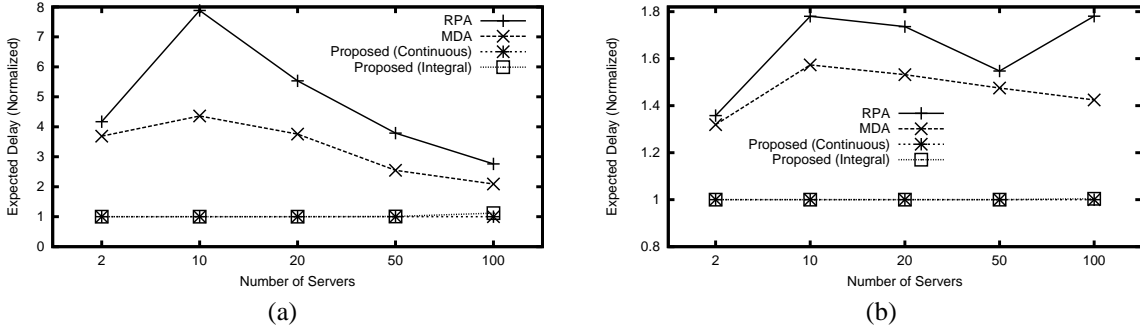 8
7
6
5
4
3
2
1
0
Expected Delay (Normalized)
RPA
MDA
Proposed (Continuous)
Proposed (Integral)
2 10 20 50 100
Number of Servers
(a)
1.8
1.6
1.4
1.2
1
0.8
Expected Delay (Normalized)
RPA
MDA
Proposed (Continuous)
Proposed (Integral)
2 10 20 50 100
Number of Servers
(b)